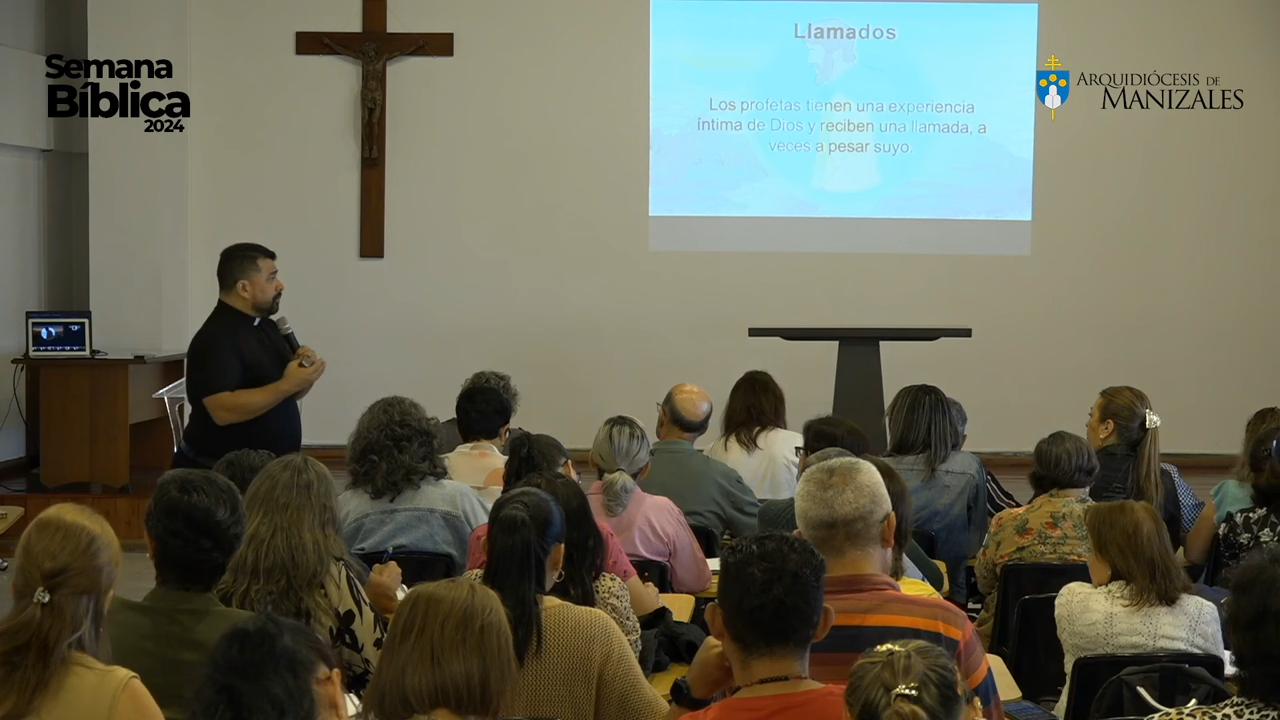 Semana
Bíblica
2024
Llamados
Los profetas tienen una experiencia
íntima de Dios y reciben una llamada, a
veces a pesar suyo.
Arquidiócesis de
Manizales